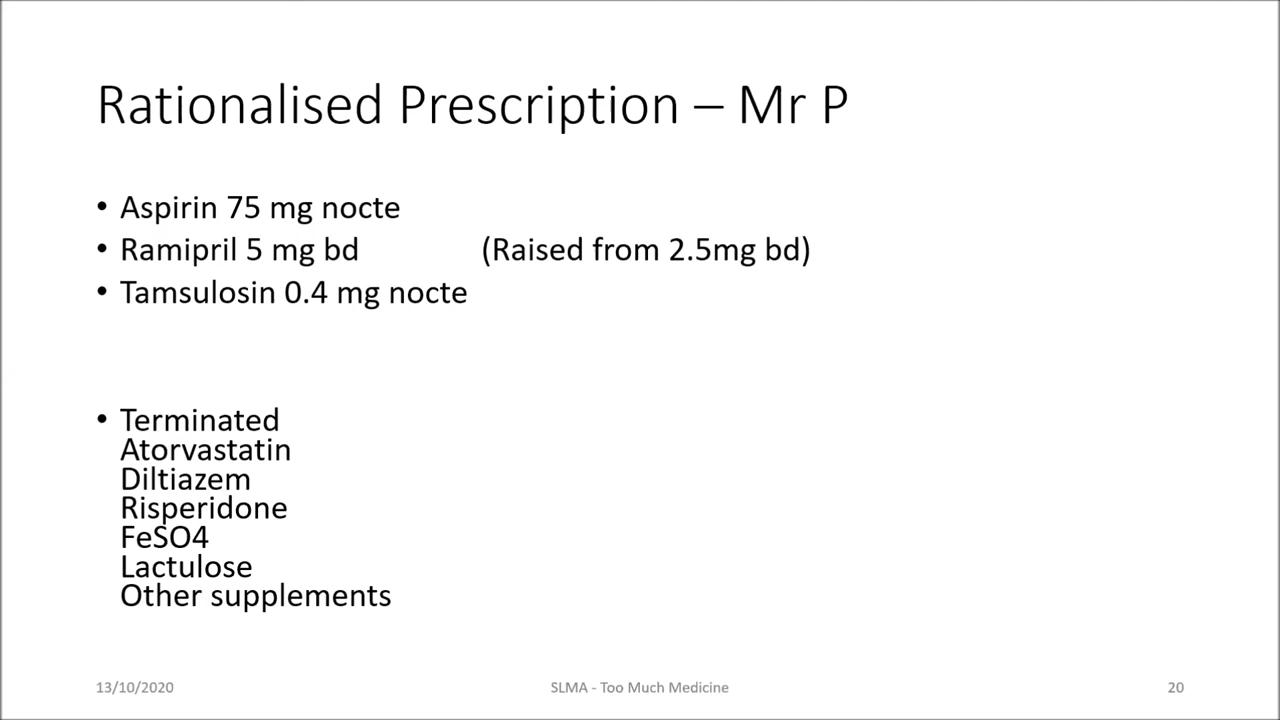 Rationalised Prescription – Mr P
• Aspirin 75 mg nocte
• Ramipril 5 mg bd (Raised from 2.5mg bd)
• Tamsulosin 0.4 mg nocte
• Terminated
Atorvastatin
Diltiazem
Risperidone
FeSO4
Lactulose
Other supplements
13/10/2020 SLMA - Too Much Medicine 20